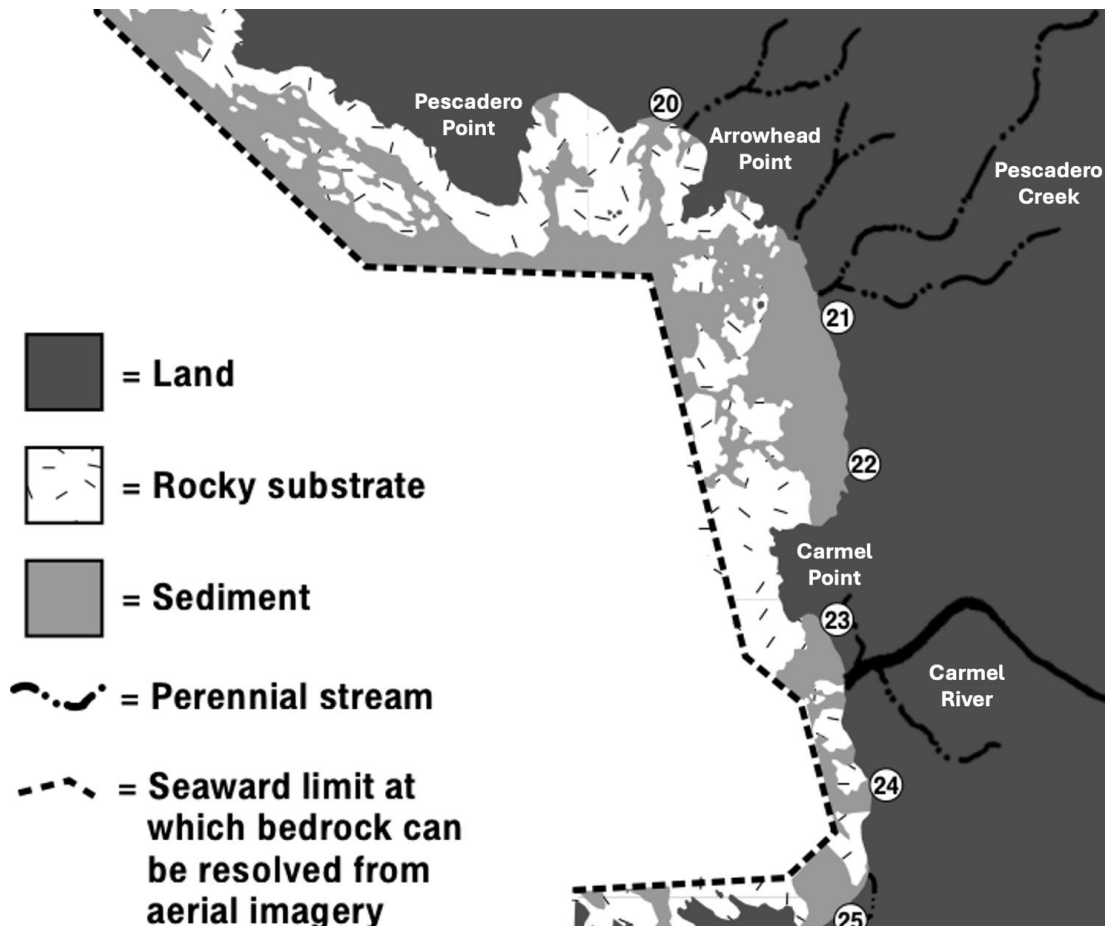 20
Pescadero
Point
Arrowhead
Point
Pescadero
Creek
21
= Land
22
= Rocky substrate
Carmel
Point
= Sediment
23
Carmel
River
= Perennial stream
24
= Seaward limit at
which bedrock can
be resolved from
aerial imagery
25